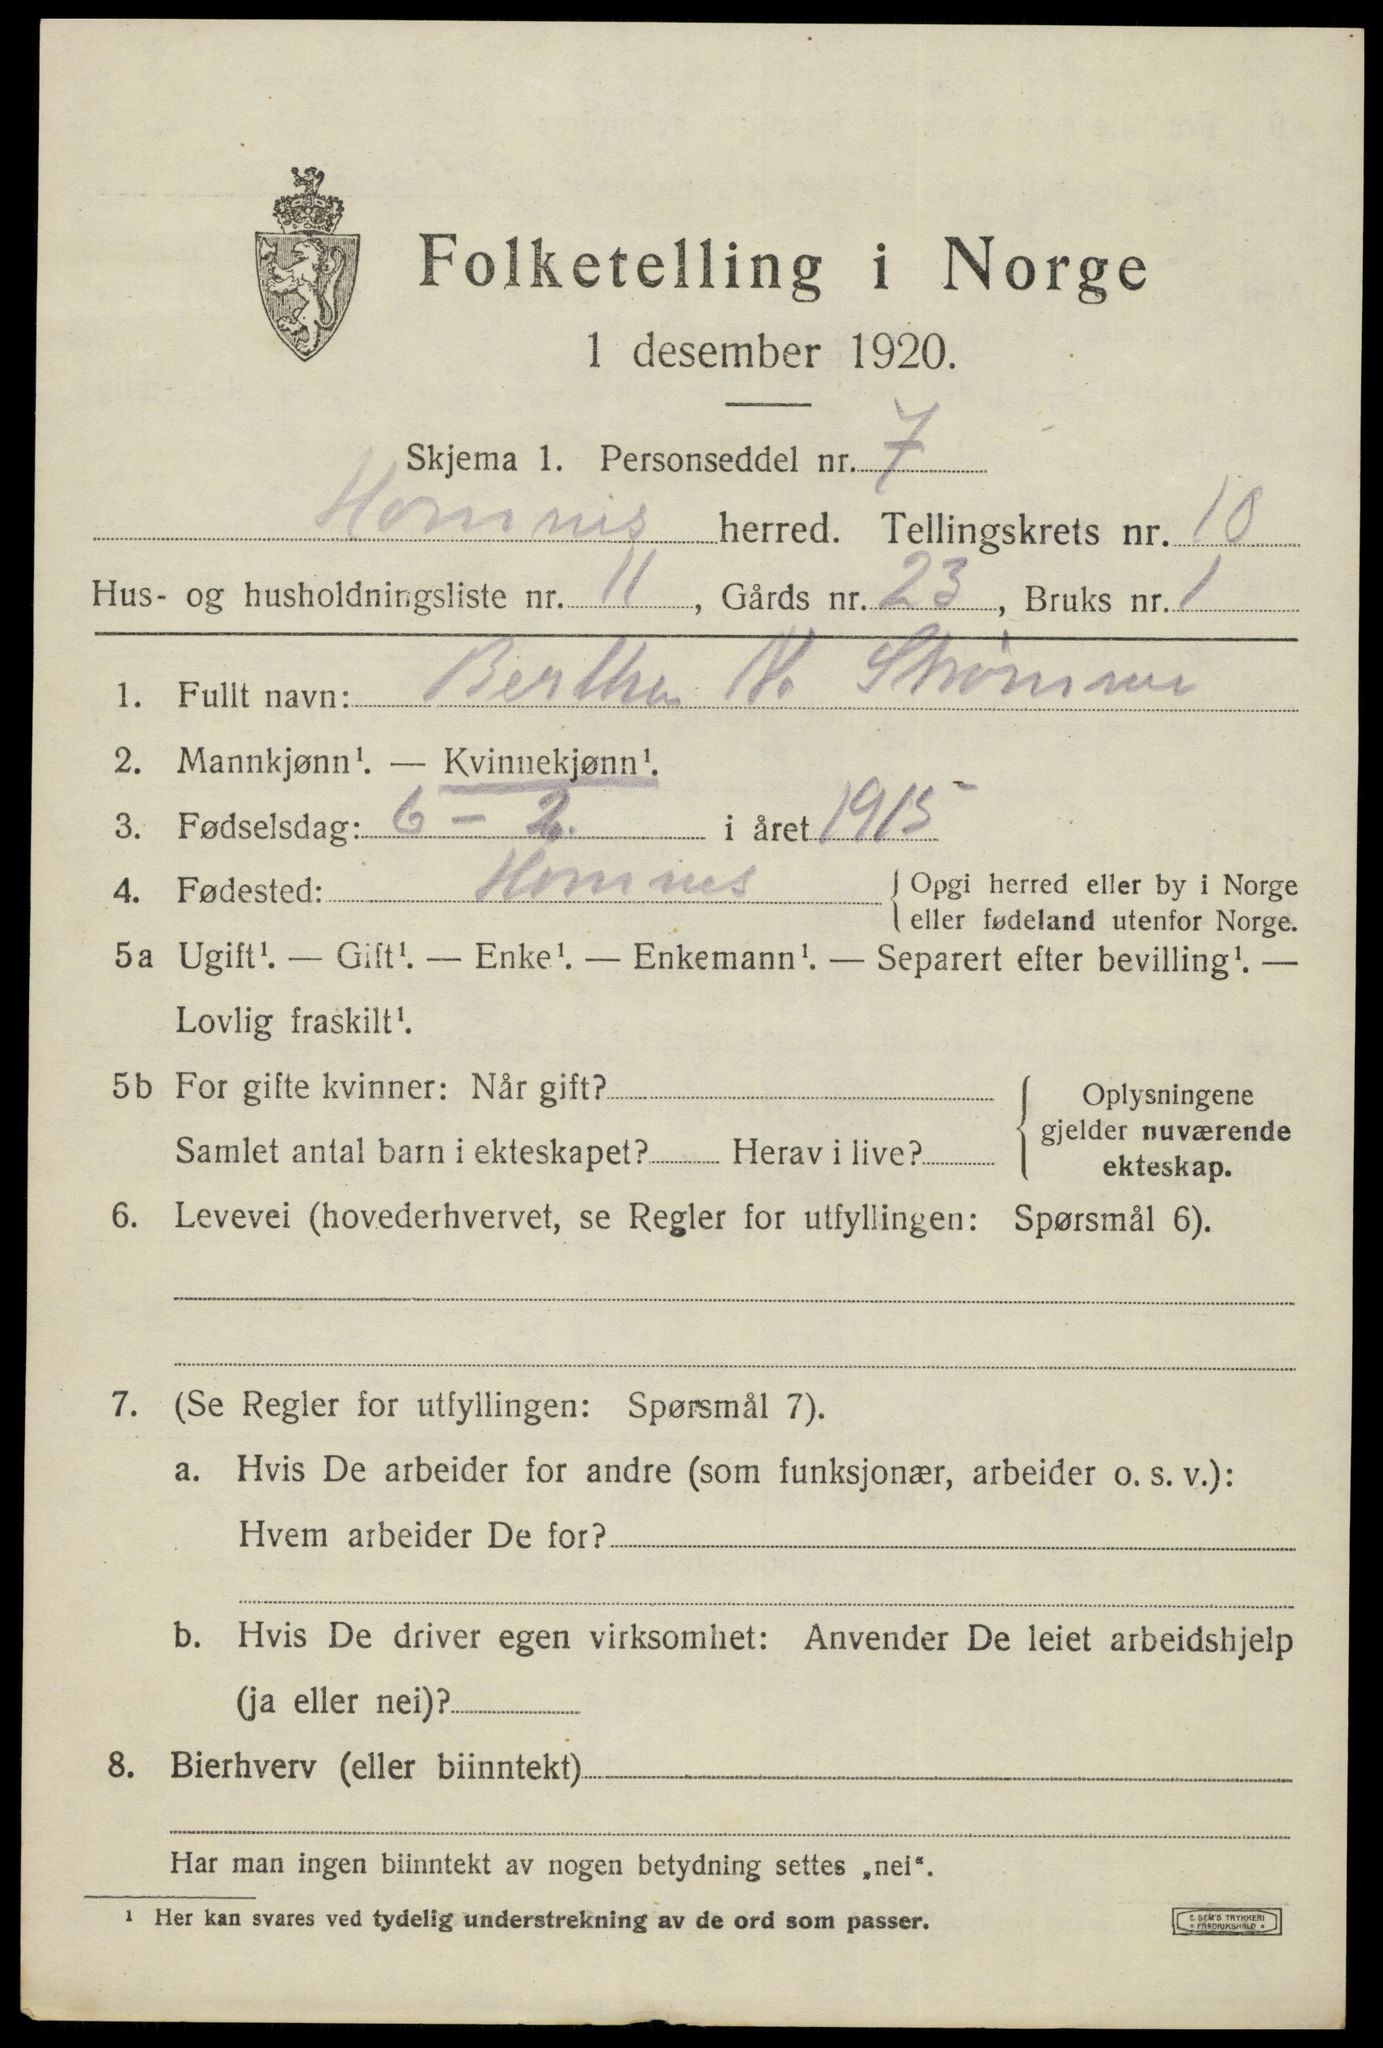 Folketelling i Norge
1 desember 1920.
Skjema 1. Personseddel nr. 7
Hornnes herred. Tellingskrets nr. 10
Hus- og husholdningsliste nr. 11, Gårds nr. 23, Bruks nr. 1
1. Fullt navn: Berthe N. Strømme
2. Mannkjønn¹. — Kvinnekjønn¹.
3. Fødselsdag: 6 – 2. i året 1915
4. Fødested: Hornnes { Opgi herred eller by i Norge
eller fødeland utenfor Norge.
5a Ugift¹. — Gift¹. — Enke¹. — Enkemann¹. — Separert efter bevilling¹. —
Lovlig fraskilt¹.
5b For gifte kvinner: Når gift?
Samlet antal barn i ekteskapet? Herav i live?
{ Oplysningene
gjelder nuværende
ekteskap.
6. Levevei (hovederhvervet, se Regler for utfyllingen: Spørsmål 6).
7. (Se Regler for utfyllingen: Spørsmål 7).
a. Hvis De arbeider for andre (som funksjonær, arbeider o. s. v.):
Hvem arbeider De for?
b. Hvis De driver egen virksomhet: Anvender De leiet arbeidshjelp
(ja eller nei)?
8. Bierhverv (eller biinntekt)
Har man ingen biinntekt av nogen betydning settes „nei“.
¹ Her kan svares ved tydelig understrekning av de ord som passer.
E. SEM'S TRYKKERI
* FREDRIKSHALD *